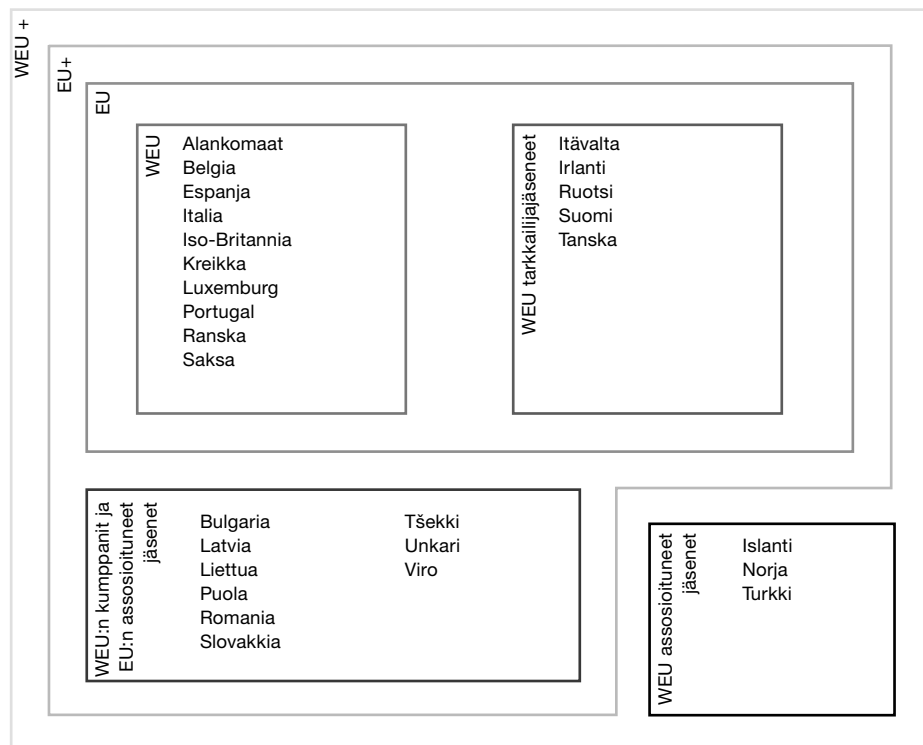 WEU +
EU+
EU
WEU
Alankomaat
Belgia
Espanja
Italia
Iso-Britannia
Kreikka
Luxemburg
Portugal
Ranska
Saksa
WEU tarkkailijajäseneet
Itävalta
Irlanti
Ruotsi
Suomi
Tanska
WEU:n kumppanit ja
EU:n assosioituneet
jäsenet
Bulgaria
Latvia
Liettua
Puola
Romania
Slovakkia
Tšekki
Unkari
Viro
WEU assosioituneet
jäsenet
Islanti
Norja
Turkki